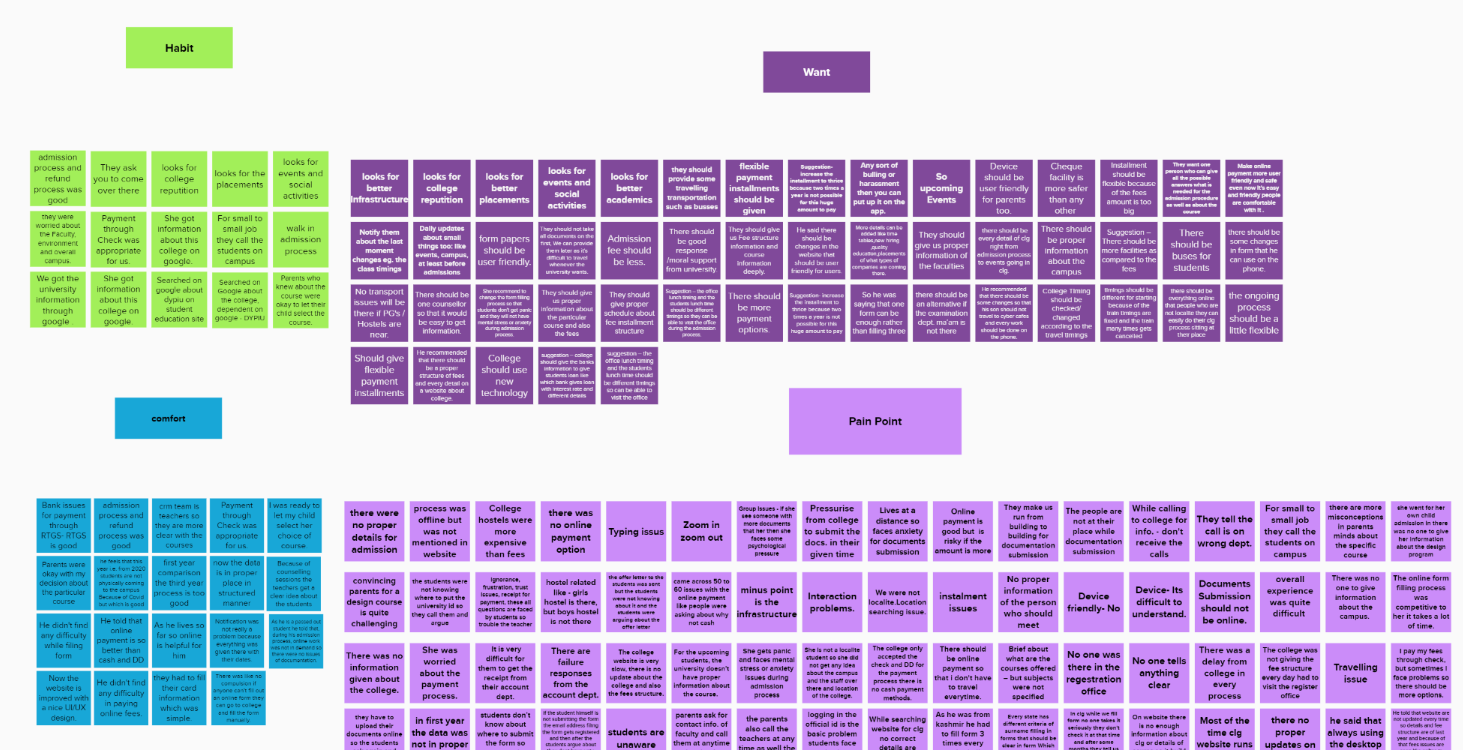 Habit
admission
process and
refund
process was
good
They ask
you to come
over there
looks for
college
reputition
looks for the
placements
looks for
events and
social
activities
they were
worried about
the Faculty,
environment
and overall
campus.
Payment
through
Check was
appropriate
for us.
She got
information
about this
college on
google.
For small to
small job
they call the
students on
campus
walk in
admission
process
We got the
university
information
through
google .
She got
information
about this
college on
google.
Searched on
google about
dypiu on
student
education site
Searched on
Google about
the college,
dependent on
google - DYPIU
Parents who
knew about the
course were
okay to let their
child select the
course.
Want
looks for
better
Infrastructure
looks for
college
reputition
looks for
better
placements
looks for
events and
social
activities
looks for
better
academics
they should
provide some
travelling
transportation
such as busses
flexible
payment
installments
should be
given
Suggestion-
increase the
installment to
thrice because two times a
year is not possible
for this huge
amount to pay
Any sort of
bulling or
harassment
then you can
put it up on the
app.
So
upcoming
Events
Device
should be
user friendly
for parents
too.
Cheque
facility is
more safer
than any
other
Installment
should be
flexible because
of the fees
amount is too
big
They want one
person who can give
all the possible
answers what is
needed for the
admission procedure
as well as about the
course
Make online
payment more user
friendly and safe
even now it's easy
and friendly people
are comfortable
with it .
Notify them
about the last
moment
changes eg. the
class timings
Daily updates
about small
things too: like
events, campus,
at least before
admissions
form papers
should be
user friendly.
They should not take
all documents on the
first, We can provide
them later as it's
difficult to travel
whenever the
university wants.
Admission
fee should
be less.
There should
be good
response
/moral support
from university.
They should give
us Fee structure
information and
course
information
deeply.
He said there
should be
changes in the
website that
should be user
friendly for users.
More details can be
added like time
tables,new hiring
,quality
education,placements
of what types of
companies are coming
there.
They should
give us proper
information of
the faculties
there should be
every detail of clg
right from
admission process
to events going in
clg.
There should
be proper
information
about the
campus
Suggestion –
There should be
more facilities as
compared to the
fees
There
should be
buses for
students
there should
be some
changes in
form that he
can use on the
phone.
No transport
issues will be
there if PG's /
Hostels are
near.
There should be
one counsellor
so that it would
be easy to get
information.
She recommend to
change the form filling
process so that
students don't get panic
and they will not have
mental stress or anxiety
during admission
process
They should give
us proper
information about
the particular
course and also
the fees
They should
give proper
schedule about
fee installment
structure
Suggestion – the office
lunch timing and the
students lunch time
should be different
timings so they can be
able to visit the office
during the admission
process
There should
be more
payment
options.
Suggestion- increase
the installment to
thrice because two
times a year is not
possible for this
huge amount to pay
So he was
saying that one
form can be
enough rather
than filling three
there should be
an alternative if
the examination
dept. ma'am is
not there
He recommended
that there should be
some changes so that
his son should not
travel to cyber cafes
and every work
should be done on
the phone.
College Timing
should be
checked/
changed
according to the
travel timings
timings should be
different for starting
because of the
train timings are
fixed and the train
many times gets
cancelled
there should be
everything online
that people who are
not localite they can
easily do their clg
process sitting at
their place
the ongoing
process
should be a
little flexible
Should give
flexible
payment
installments
He recommended
that there should
be a proper
structure of fees
and every detail on
a website about
college.
College
should use
new
technology
suggestion – college
should give the banks
information to give
students loan like
which bank gives loan
with interest rate and
different details
suggestion – the
office lunch timing
and the students
lunch time should
be different timings
so can be able to
visit the office
comfort
Bank issues
for payment
through
RTGS- RTGS
is good
admission
process and
refund
process was
good
crm team is
teachers so
they are more
clear with the
courses
Payment
through
Check was
appropriate
for us.
I was ready to
let my child
select her
choice of
course.
Parents were
okay with my
decision about
the particular
course
he feels that this
year i.e. from 2020
students are not
physically coming
to the campus
Because of Covid
but which is good
first year
comparison
the third year
process is too
good
now the data
is in proper
place in
structured
manner
Because of
counselling
sessions the
teachers get a
clear idea about
the students
He didn't find
any difficulty
while filling
form
He told that
online
payment is so
better than
cash and DD
As he lives so
far so online
is helpful for
him
Notification was
not really a
problem because
everything was
given there with
their dates.
As he is a passed out
student he told that,
during his admission
process, online work
was not in demand so
there were no issues
of documentation.
Now the
website is
improved with
a nice UI/UX
design.
He didn't find
any difficulty
in paying
online fees.
they had to fill
their card
information
which was
simple.
There was like no
compulsion if
anyone can't fill out
an online form they
can go to college
and fill the form
manually.
Pain Point
there were
no proper
details for
admission
process was
offline but
was not
mentioned in
website
College
hostels were
more
expensive
than fees
there was
no online
payment
option
Typing issus
Zoom in
zoom out
Group issues - if she
see someone with
more documents
that her than she
faces some
psychological
pressure
Pressurise
from college
to submit the
docs. in their
given time
Lives at a
distance so
faces anxiety
for documents
submission
Online
payment is
good but  is
risky if the
amount is more
They make us
run from
building to
building for
documentation
submission
The people are
not at their
place while
documentation
submission
While calling
to college for
info. - don't
receive the
calls
They tell the
call is on
wrong dept.
For small to
small job
they call the
students on
campus
there are more
misconceptions
in parents
minds about
the specific
course
she went for her
own child
admission in there
was no one to give
her information
about the design
program
convincing
parents for a
design course
is quite
challenging
the students were
not knowing
where to put the
university id so
they call them and
argue
Ignorance,
frustration, trust
issues, receipt for
payment, these all
questions are faced
by students so
trouble the teacher
hostel related
like - girls
hostel is there,
but boys hostel
is not there
the offer letter to the
students was sent
but the students
were not knowing
about it and the
students were
arguing about the
offer letter
came across 50 to
60 issues with the
online payment
like people were
asking about why
not cash
minus point
is the
infrastructure
Interaction
problems.
We were not
localite.Location
searching issue.
instalment
issues
No proper
information
of the person
who should
meet
Device
friendly- No
Device- Its
difficult to
understand.
Documents
Submission
should not
be online.
overall
experience
was quite
difficult
There was no
one to give
information
about the
campus.
The online form
filling process
is
competitive to
her it takes a lot
of time.
There was no
information
given about
the college.
She was
worried
about the
payment
process.
It is very
difficult for
them to get the
receipt from
their account
dept.
There are
failure
responses
from the
account dept.
The college
website is very
slow, there is no
update about the
college and also
the fees structure.
For the upcoming
students, the
university doesn't
have proper
information about
the course.
She gets panic
and faces mental
stress or anxiety
issues during
admission
process
She is not a localite
student so she did
not get any idea
about the campus
and the staff over
there and location
of the college.
The college only
accepted the
check and DD for
the payment
process there is
no cash payment
methods.
There should
be online
payment so
that i don't have
to travel
everytime.
Brief about
what are the
courses offered
– but subjects
were not
specified
No one was
there in the
regestration
office
No one tells
anything
clear
There was a
delay from
college in
every
process
The college was
not giving the
fee structure
every day had to
visit the register
office
Travelling
issue
I pay my fees
through check,
but sometimes I
face problems so
there should be
more options.
they have to
upload their
documents online
so the students
in first year
the data was
not in proper
students don't
know about
where to submit
the form so
If the student himself is
not submitting the form
the email address filling
the form gets registered
and then after the
students argue about
students are
unaware
parents ask for
contact info. of
faculty and call
them at anytime
the parents
also call the
teachers at any
time as well the
logging in the
official id is the
basic problem
students face
While searching
website for clg
no correct
details are
As he was from
kashmir he had
to fill form 3
times every
Every state has
different criteria of
surname filling in
forms that should be
clear in form Which
In clg while we fill
form no one takes it
seriously they don't
check it at that time
and after some
On website there
is no enough
information about
clg or details of
Most of the
time clg
website runs
there no
proper
updates on
he said that
always using
the desktop
He told that website are
not updated every time
so details and fee
structure are of last
year and because of